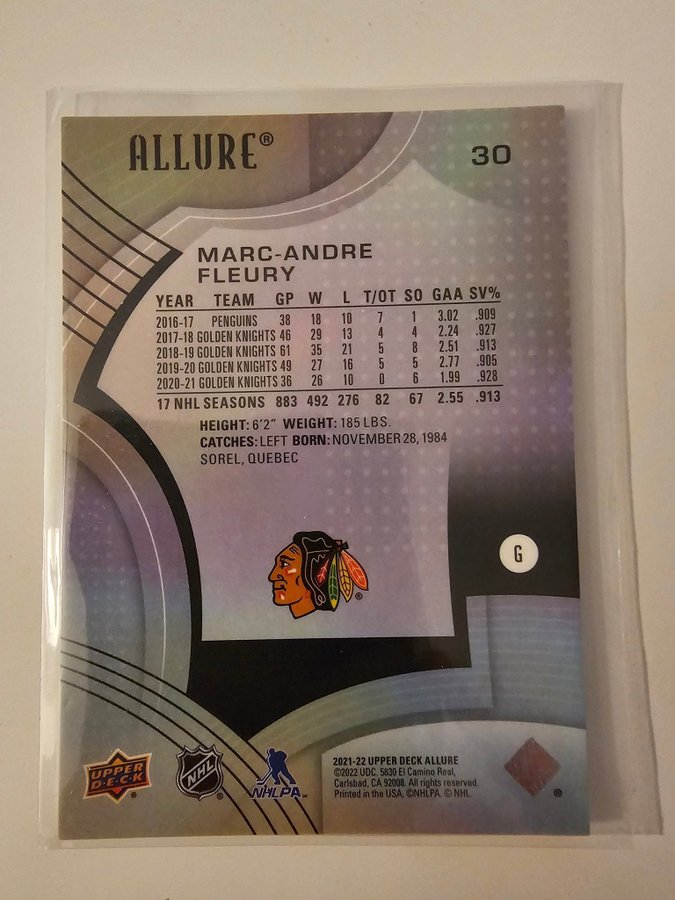 ALLURE®
30
MARC-ANDRE
FLEURY
YEAR TEAM GP W L T/OT SO GAA SV%
2016-17 PENGUINS 38 18 10 7 1 3.02 .909
2017-18 GOLDEN KNIGHTS 46 29 13 4 4 2.24 .927
2018-19 GOLDEN KNIGHTS 61 35 21 5 8 2.51 .913
2019-20 GOLDEN KNIGHTS 49 27 16 5 5 2.77 .905
2020-21 GOLDEN KNIGHTS 36 26 10 0 6 1.99 .928
17 NHL SEASONS 883 492 276 82 67 2.55 .913
HEIGHT: 6'2" WEIGHT: 185 LBS.
CATCHES: LEFT BORN: NOVEMBER 28, 1984
SOREL, QUEBEC
®
G
UPPER
D·E·C·K
®
NHL
®
NHLPA
2021-22 UPPER DECK ALLURE
©2022 UDC. 5830 El Camino Real,
Carlsbad, CA 92008. All rights reserved.
Printed in the USA. ©NHLPA. © NHL.
®